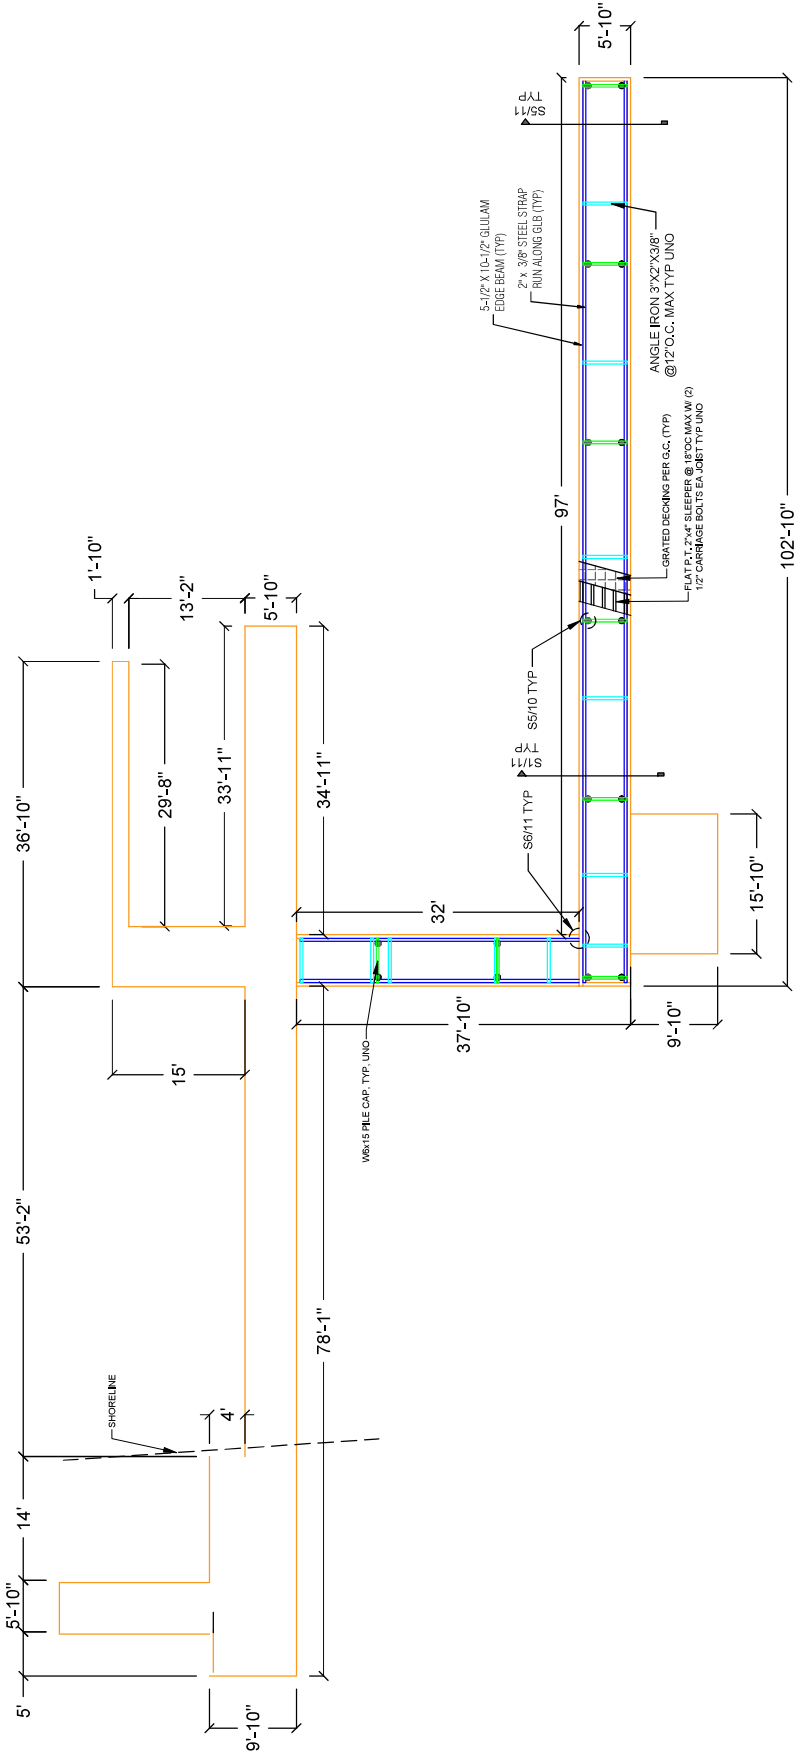 5'-10"
S5/11
TYP
5-1/2" X 10-1/2" GLULAM
EDGE BEAM (TYP)
2" x 3/8" STEEL STRAP
RUN ALONG GLB (TYP)
ANGLE IRON 3"X2"X3/8"
@12"O.C. MAX TYP UNO
97'
GRATED DECKING PER G.C. (TYP)
FLAT P.T. 2"x4" SLEEPER @ 18"OC MAX W/ (2)
1/2" CARRIAGE BOLTS EA JOIST TYP UNO
102'-10"
1'-10"
13'-2"
5'-10"
36'-10"
29'-8"
33'-11"
34'-11"
S5/10 TYP
S1/11
TYP
S6/11 TYP
15'-10"
32'
37'-10"
9'-10"
15'
W6x15 PILE CAP, TYP, UNO
53'-2"
78'-1"
SHORELINE
4'
14'
5'-10"
5'
9'-10"